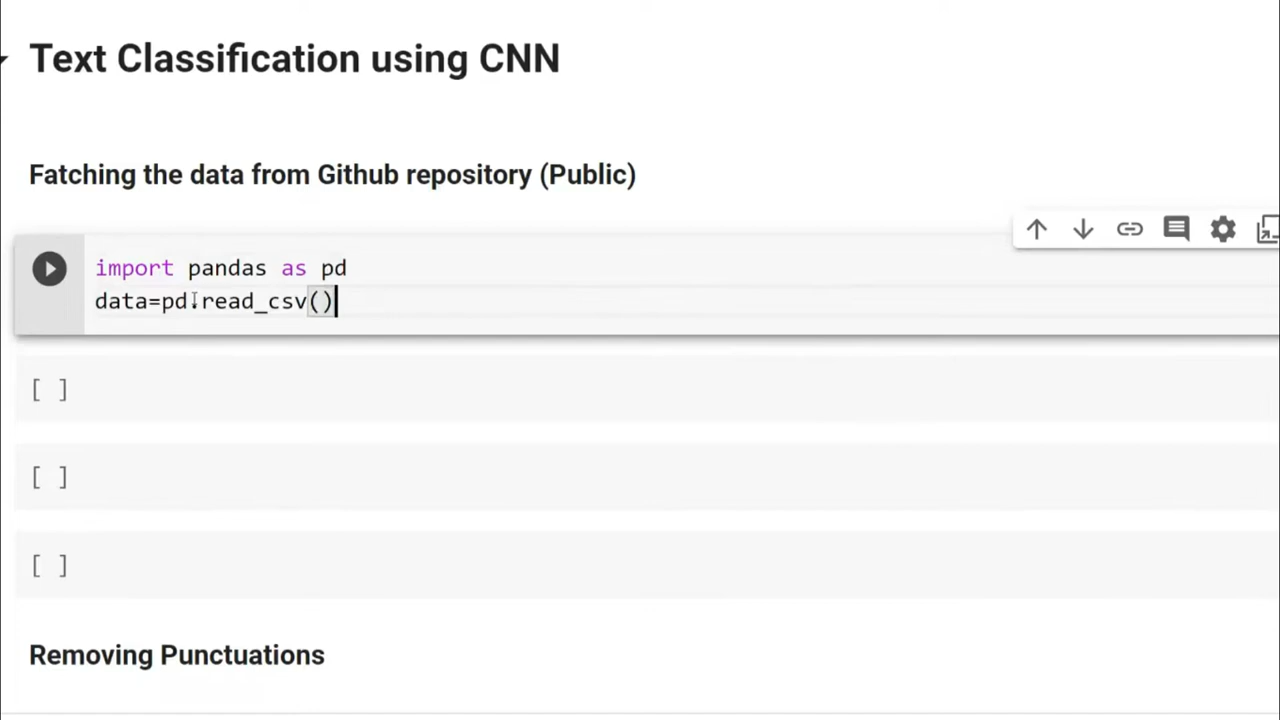 Text Classification using CNN
Fatching the data from Github repository (Public)
import pandas as pd
data=pd.read_csv()
[ ]
[ ]
[ ]
Removing Punctuations